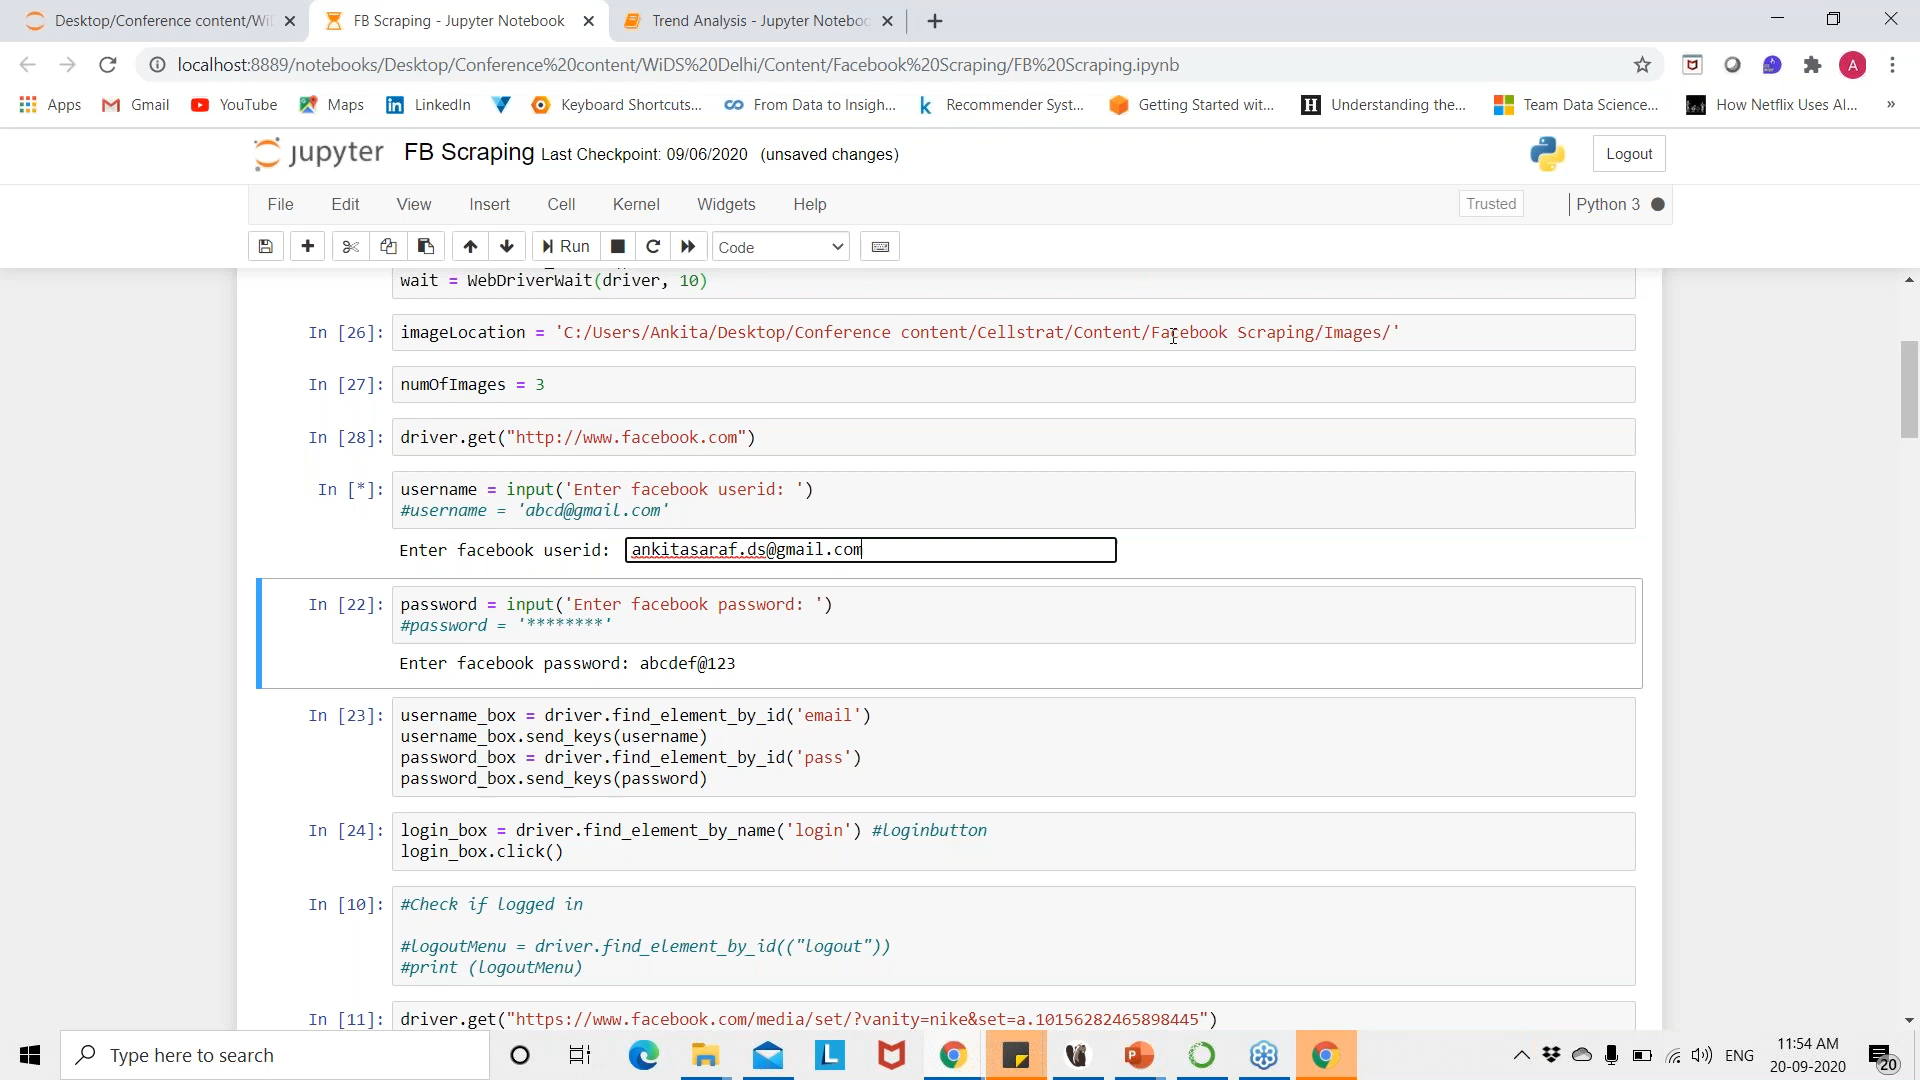 Desktop/Conference content/Wi
FB Scraping - Jupyter Notebook
Trend Analysis - Jupyter Noteboo
localhost:8889/notebooks/Desktop/Conference%20content/WiDS%20Delhi/Content/Facebook%20Scraping/FB%20Scraping.ipynb
A
Apps Gmail YouTube Maps LinkedIn Keyboard Shortcuts... From Data to Insigh... Recommender Syst... Getting Started wit... Understanding the... Team Data Science... How Netflix Uses Al... »
jupyter FB Scraping Last Checkpoint: 09/06/2020 (unsaved changes)
Logout
File Edit View Insert Cell Kernel Widgets Help
Trusted
Python 3
Run
Code
wait = WebDriverWait(driver, 10)
In [26]: imageLocation = 'C:/Users/Ankita/Desktop/Conference content/Cellstrat/Content/Facebook Scraping/Images/'
In [27]: numOfImages = 3
In [28]: driver.get("http://www.facebook.com")
In [*]: username = input('Enter facebook userid: ')
#username = 'abcd@gmail.com'
Enter facebook userid: ankitasaraf.ds@gmail.com
In [22]: password = input('Enter facebook password: ')
#password = '********'
Enter facebook password: abcdef@123
In [23]: username_box = driver.find_element_by_id('email')
username_box.send_keys(username)
password_box = driver.find_element_by_id('pass')
password_box.send_keys(password)
In [24]: login_box = driver.find_element_by_name('login') #loginbutton
login_box.click()
In [10]: #Check if logged in
#logoutMenu = driver.find_element_by_id(("logout"))
#print (logoutMenu)
In [11]: driver.get("https://www.facebook.com/media/set/?vanity=nike&set=a.10156282465898445")
Type here to search
ENG
11:54 AM
20-09-2020
20